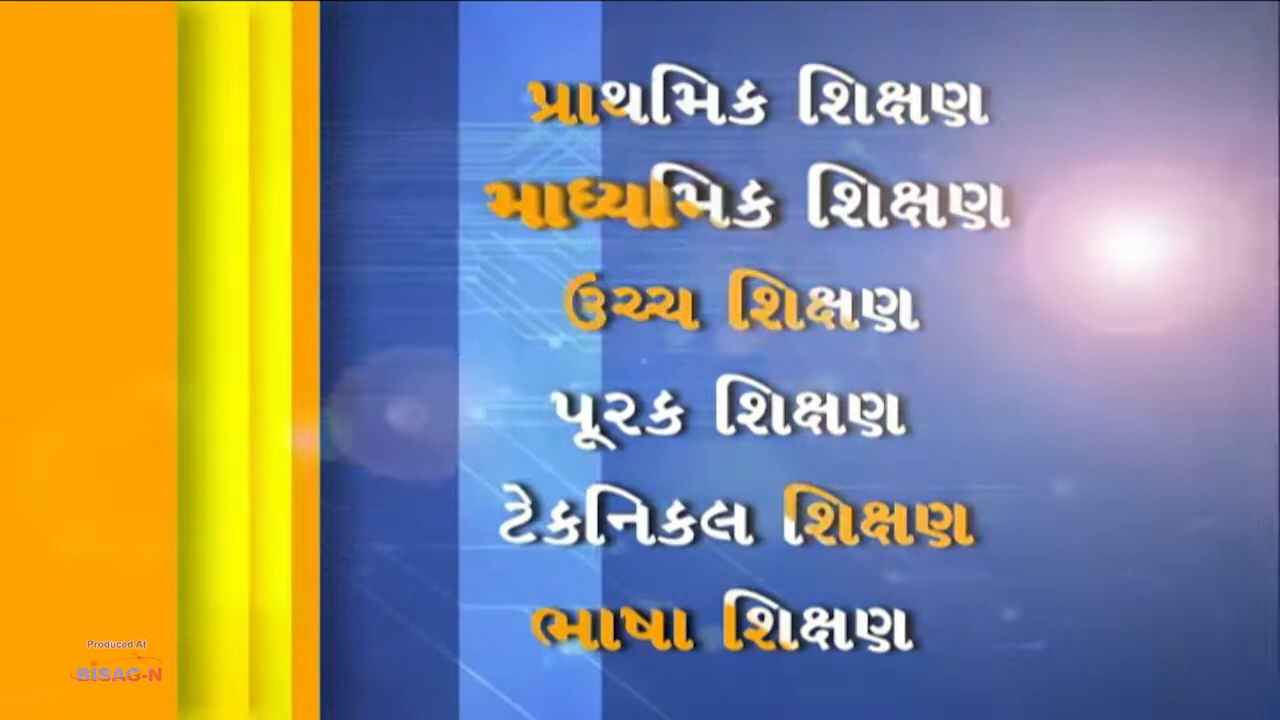 પ્રાથમિક શિક્ષણ
માધ્યમિક શિક્ષણ
ઉચ્ચ શિક્ષણ
પૂરક શિક્ષણ
ટેકનિકલ શિક્ષણ
ભાષા શિક્ષણ
Produced At
BISAG-N